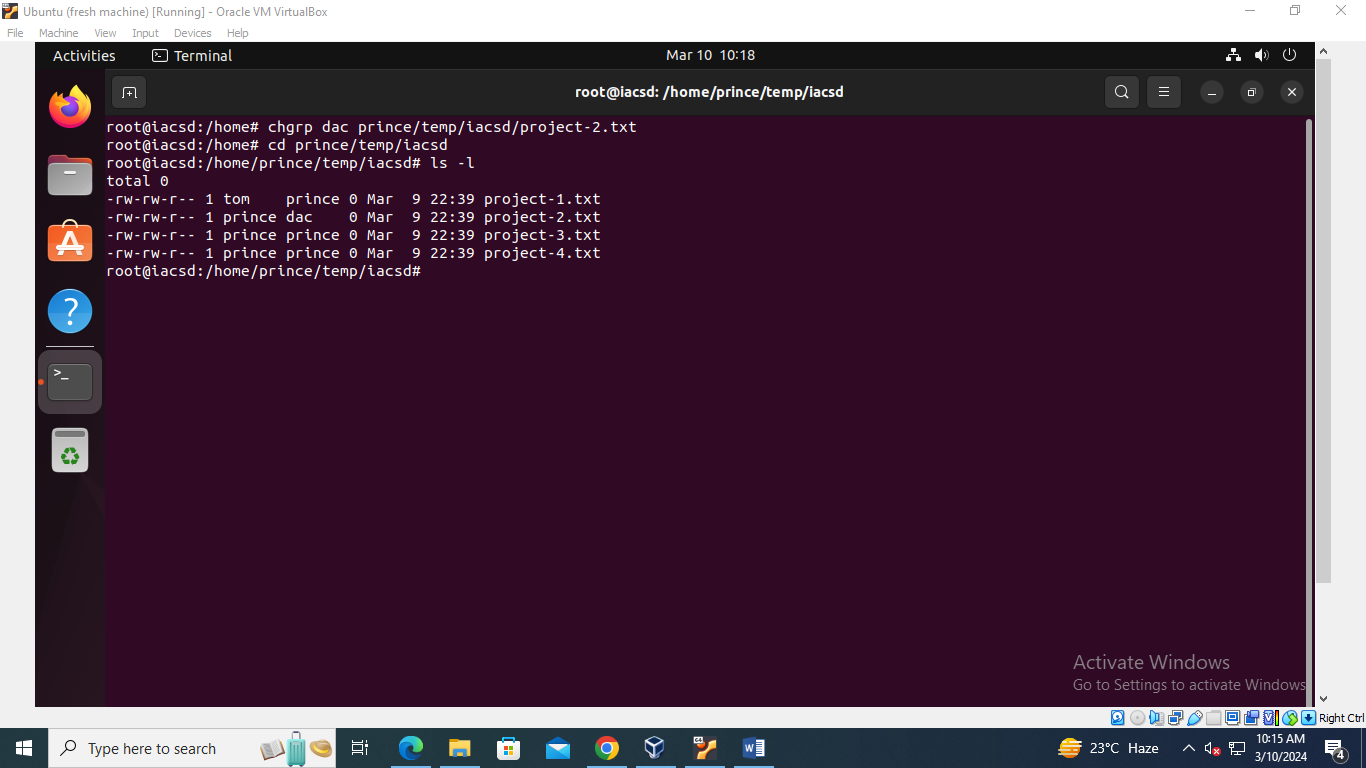 Ubuntu (fresh machine) [Running] - Oracle VM VirtualBox
File Machine View Input Devices Help
Activities Terminal Mar 10 10:18
root@iacsd: /home/prince/temp/iacsd
root@iacsd:/home# chgrp dac prince/temp/iacsd/project-2.txt
root@iacsd:/home# cd prince/temp/iacsd
root@iacsd:/home/prince/temp/iacsd# ls -l
total 0
-rw-rw-r-- 1 tom    prince 0 Mar  9 22:39 project-1.txt
-rw-rw-r-- 1 prince dac    0 Mar  9 22:39 project-2.txt
-rw-rw-r-- 1 prince prince 0 Mar  9 22:39 project-3.txt
-rw-rw-r-- 1 prince prince 0 Mar  9 22:39 project-4.txt
root@iacsd:/home/prince/temp/iacsd#
Activate Windows
Go to Settings to activate Windows
Right Ctrl
Type here to search
23°C Haze
10:15 AM
3/10/2024
4